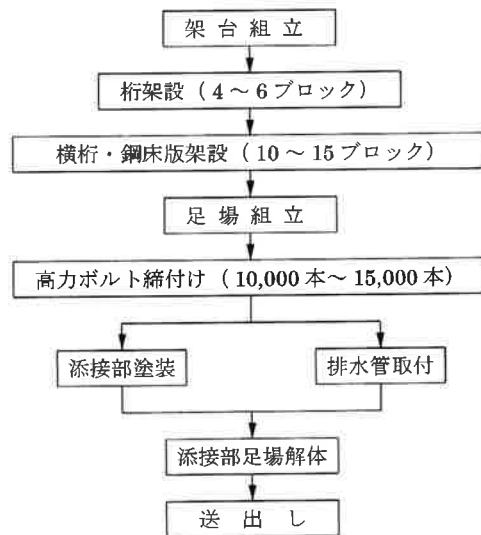 架台組立
桁架設(4～6ブロック)
横桁・鋼床版架設(10～15ブロック)
足場組立
高力ボルト締付け(10,000本～15,000本)
添接部塗装
排水管取付
添接部足場解体
送出し